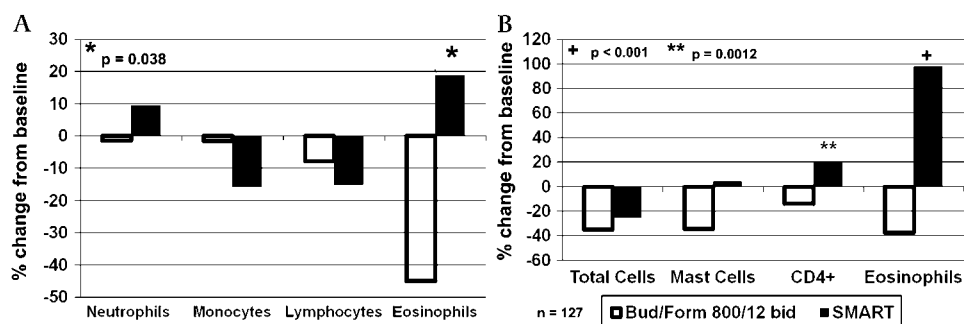 A
% change from baseline
30
20
10
0
-10
-20
-30
-40
-50
* p = 0.038
*
Neutrophils Monocytes Lymphocytes Eosinophils
B
% change from baseline
120
100
80
60
40
20
0
-20
-40
-60
+ p < 0.001 ** p = 0.0012
+
**
Total Cells Mast Cells CD4+ Eosinophils
n = 127 Bud/Form 800/12 bid SMART